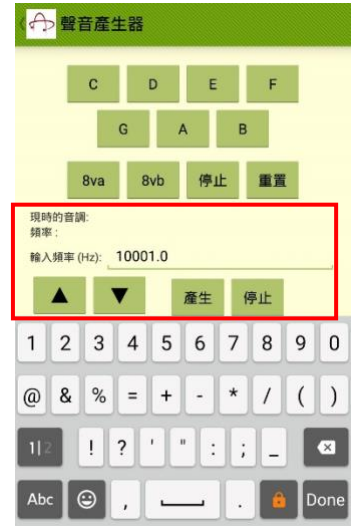 聲音產生器
C D E F
G A B
8va 8vb 停止 重置
現時的音調:
頻率 :
輸入頻率 (Hz): 10001.0
▲ ▼ 產生 停止
1 2 3 4 5 6 7 8 9 0
@ & % = + - * / ( )
1|2 ! ? ' " : ; _
Abc , . Done